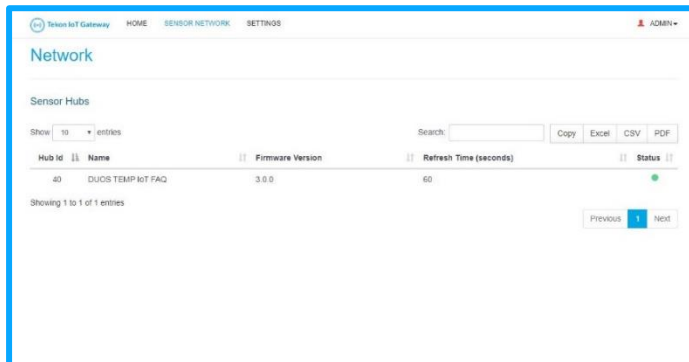 Tekon IoT Gateway HOME SENSOR NETWORK SETTINGS ADMIN
Network
Sensor Hubs
Show 10 entries Search: Copy Excel CSV PDF
Hub Id Name Firmware Version Refresh Time (seconds) Status
40 DUOS TEMP IoT FAQ 3.0.0 60
Showing 1 to 1 of 1 entries
Previous 1 Next